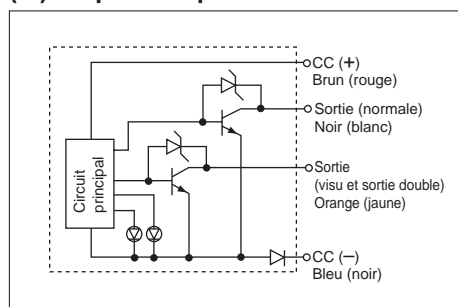 CC (+)
Brun (rouge)
Sortie (normale)
Noir (blanc)
Sortie
(visu et sortie double)
Orange (jaune)
Circuit
principal
CC (−)
Bleu (noir)